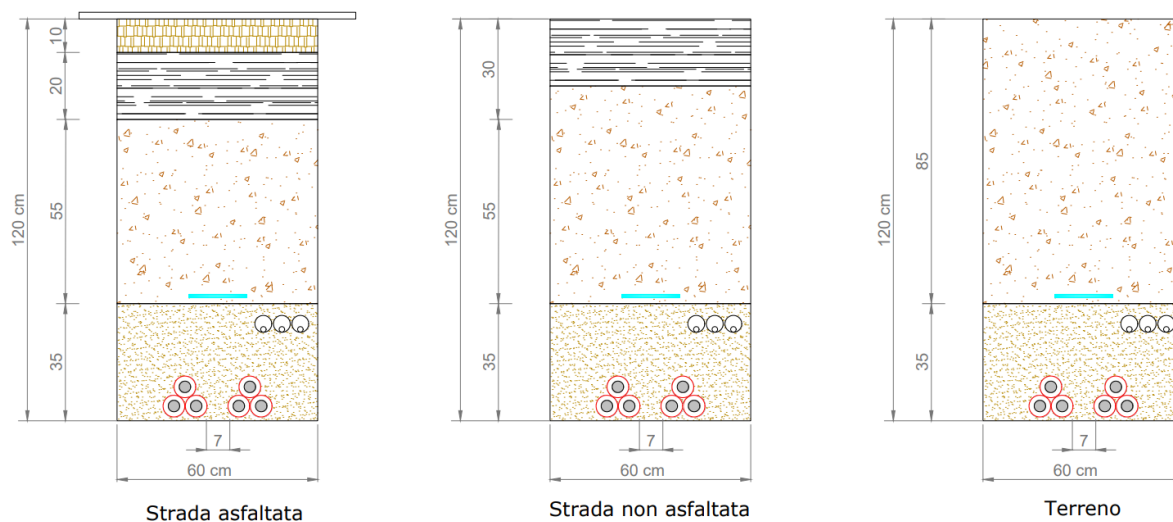 10
20
55
35
120 cm
7
60 cm
Strada asfaltata
30
55
35
120 cm
7
60 cm
Strada non asfaltata
85
35
120 cm
7
60 cm
Terreno